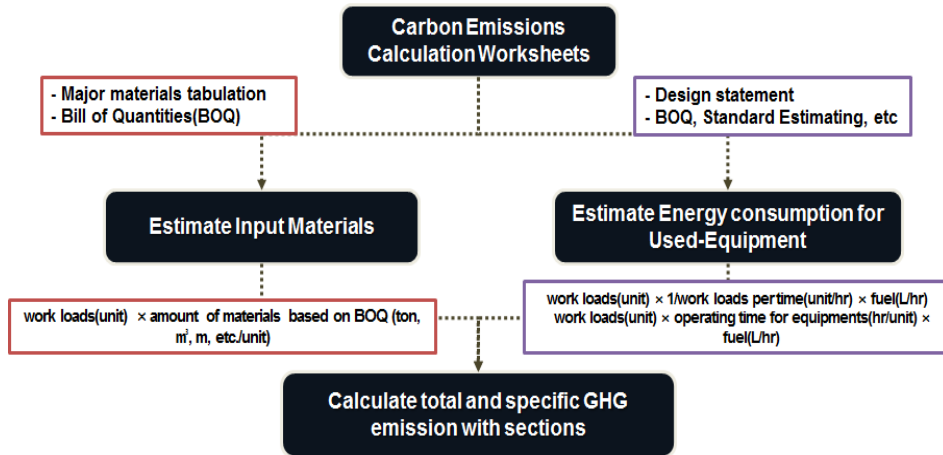 Carbon Emissions
Calculation Worksheets
- Major materials tabulation
- Bill of Quantities(BOQ)
- Design statement
- BOQ, Standard Estimating, etc
Estimate Input Materials
Estimate Energy consumption for
Used-Equipment
work loads(unit) × amount of materials based on BOQ (ton,
m³, m, etc./unit)
work loads(unit) × 1/work loads per time(unit/hr) × fuel(L/hr)
work loads(unit) × operating time for equipments(hr/unit) ×
fuel(L/hr)
Calculate total and specific GHG
emission with sections